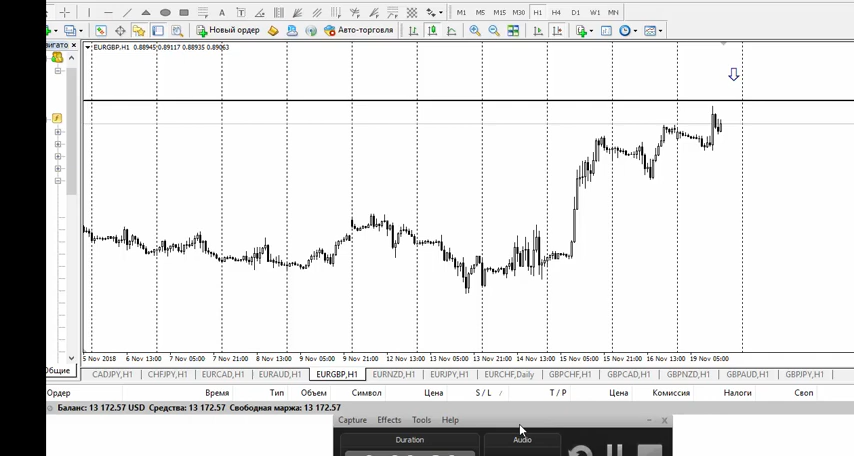 A T
M1 M5 M15 M30 H1 H4 D1 W1 MN
Новый ордер Авто-торговля
вигато ×
EURGBP,H1 0.88945 0.89117 0.88935 0.89063
5 Nov 2018 6 Nov 13:00 7 Nov 05:00 7 Nov 21:00 8 Nov 13:00 9 Nov 05:00 9 Nov 21:00 12 Nov 13:00 13 Nov 05:00 13 Nov 21:00 14 Nov 13:00 15 Nov 05:00 15 Nov 21:00 16 Nov 13:00 19 Nov 05:00
Общие
CADJPY,H1 CHFJPY,H1 EURCAD,H1 EURAUD,H1 EURGBP,H1 EURNZD,H1 EURJPY,H1 EURCHF,Daily GBPCHF,H1 GBPCAD,H1 GBPNZD,H1 GBPAUD,H1 GBPJPY,H1
Ордер Время Тип Объем Символ Цена S / L / T / P Цена Комиссия Налоги Своп
Баланс: 13 172.57 USD Средства: 13 172.57 Свободная маржа: 13 172.57
Capture Effects Tools Help
Duration Audio